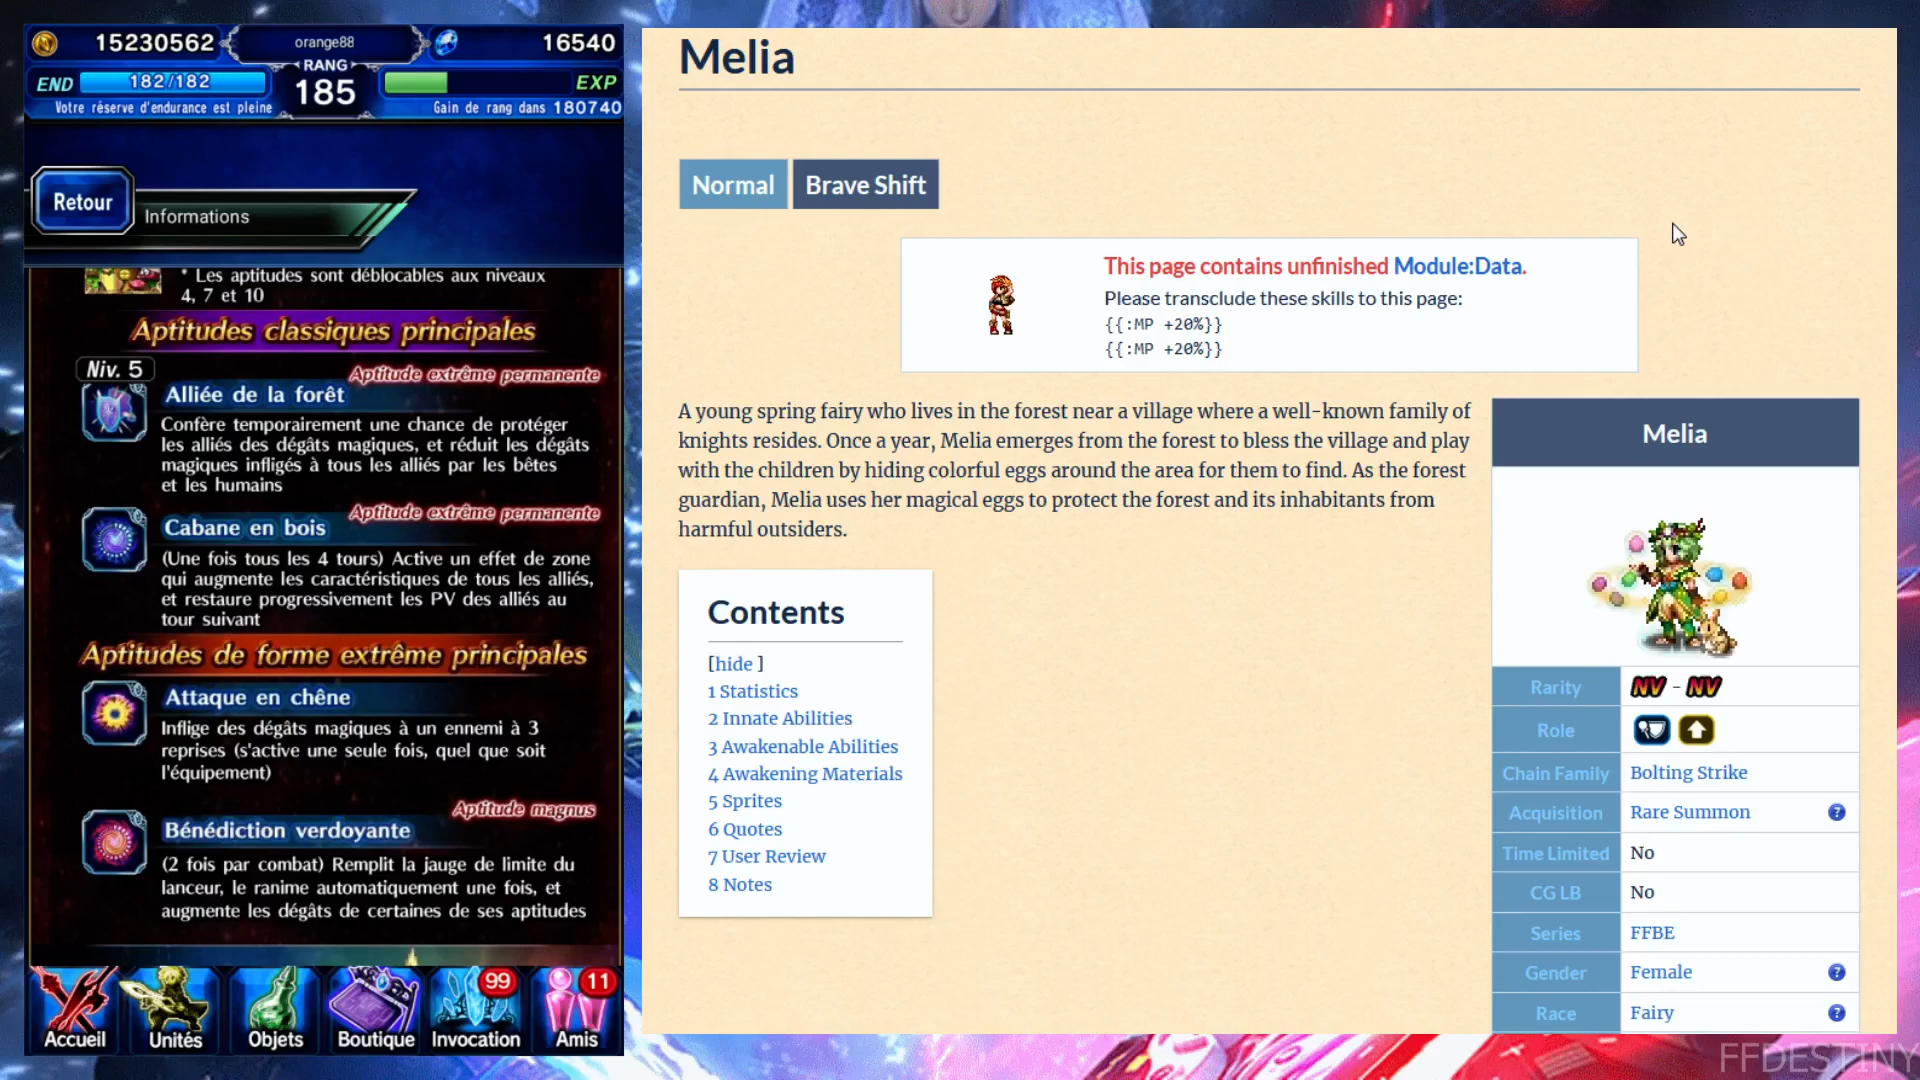 15230562
orange88
16540
RANG
END
182/182
185
EXP
Votre réserve d'endurance est pleine
Gain de rang dans 180740
Retour
Informations
* Les aptitudes sont déblocables aux niveaux
4, 7 et 10
Aptitudes classiques principales
Niv. 5
Aptitude extrême permanente
Alliée de la forêt
Confère temporairement une chance de protéger
les alliés des dégâts magiques, et réduit les dégâts
magiques infligés à tous les alliés par les bêtes
et les humains
Aptitude extrême permanente
Cabane en bois
(Une fois tous les 4 tours) Active un effet de zone
qui augmente les caractéristiques de tous les alliés,
et restaure progressivement les PV des alliés au
tour suivant
Aptitudes de forme extrême principales
Attaque en chêne
Inflige des dégâts magiques à un ennemi à 3
reprises (s'active une seule fois, quel que soit
l'équipement)
Aptitude magnus
Bénédiction verdoyante
(2 fois par combat) Remplit la jauge de limite du
lanceur, le ranime automatiquement une fois, et
augmente les dégâts de certaines de ses aptitudes
99
11
Accueil
Unités
Objets
Boutique
Invocation
Amis
Melia
Normal
Brave Shift
This page contains unfinished Module:Data.
Please transclude these skills to this page:
{{:MP +20%}}
{{:MP +20%}}
A young spring fairy who lives in the forest near a village where a well-known family of
knights resides. Once a year, Melia emerges from the forest to bless the village and play
with the children by hiding colorful eggs around the area for them to find. As the forest
guardian, Melia uses her magical eggs to protect the forest and its inhabitants from
harmful outsiders.
Contents
[hide ]
1 Statistics
2 Innate Abilities
3 Awakenable Abilities
4 Awakening Materials
5 Sprites
6 Quotes
7 User Review
8 Notes
Melia
Rarity NV - NV
Role
Chain Family Bolting Strike
Acquisition Rare Summon ?
Time Limited No
CG LB No
Series FFBE
Gender Female ?
Race Fairy ?
FFDESTINY